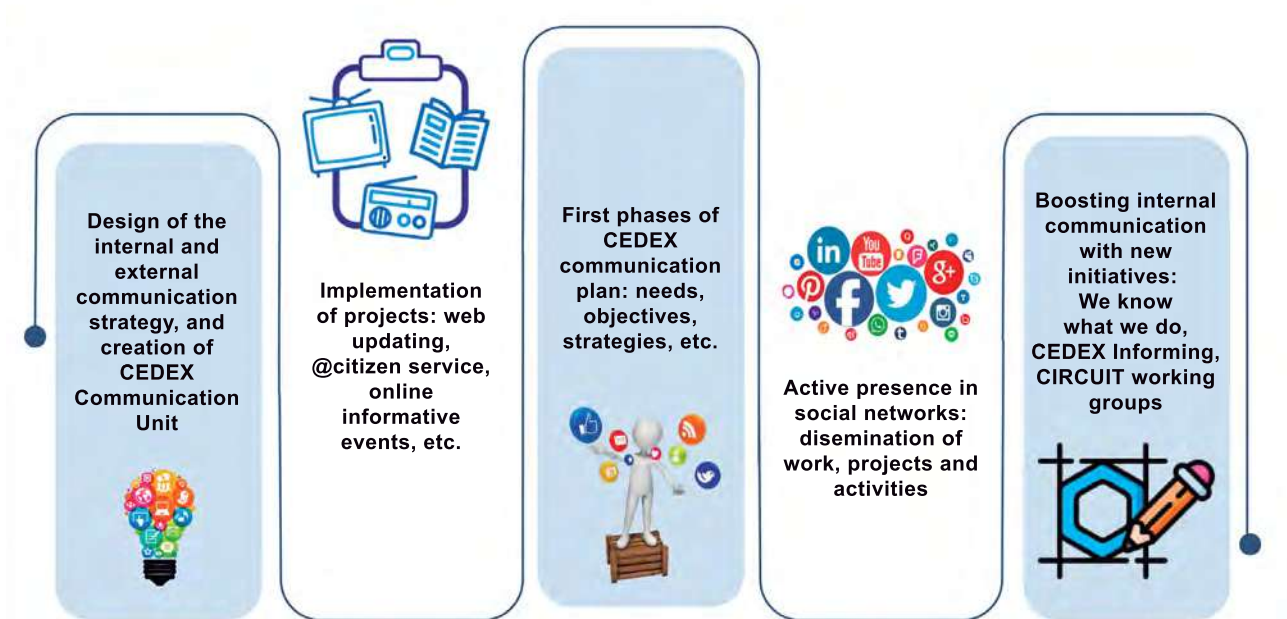 Design of the
internal and
external
communication
strategy, and
creation of
CEDEX
Communication
Unit
Implementation
of projects: web
updating,
@citizen service,
online
informative
events, etc.
First phases of
CEDEX
communication
plan: needs,
objectives,
strategies, etc.
in
You
Tube
g+
Active presence in
social networks:
disemination of
work, projects and
activities
Boosting internal
communication
with new
initiatives:
We know
what we do,
CEDEX Informing,
CIRCUIT working
groups